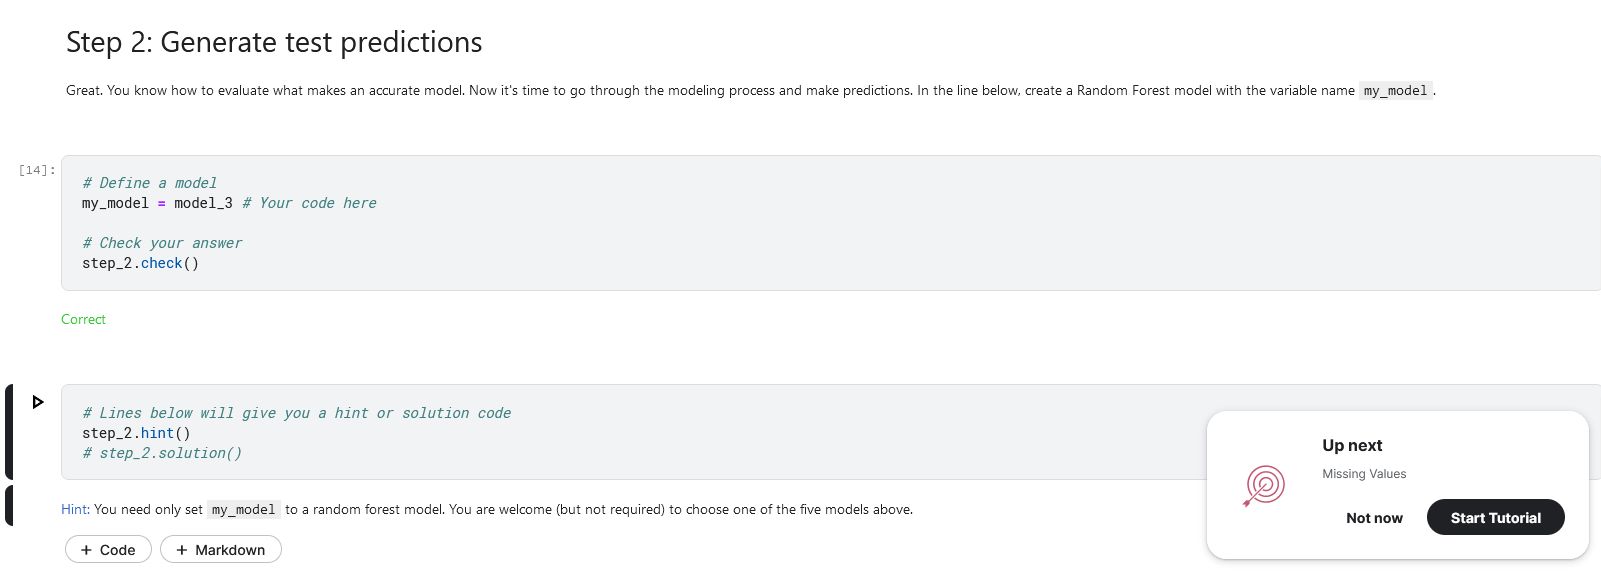 Step 2: Generate test predictions
Great. You know how to evaluate what makes an accurate model. Now it's time to go through the modeling process and make predictions. In the line below, create a Random Forest model with the variable name my_model.
[14]:
# Define a model
my_model = model_3 # Your code here
# Check your answer
step_2.check()
Correct
# Lines below will give you a hint or solution code
step_2.hint()
# step_2.solution()
Hint: You need only set my_model to a random forest model. You are welcome (but not required) to choose one of the five models above.
+ Code
+ Markdown
Up next
Missing Values
Not now
Start Tutorial